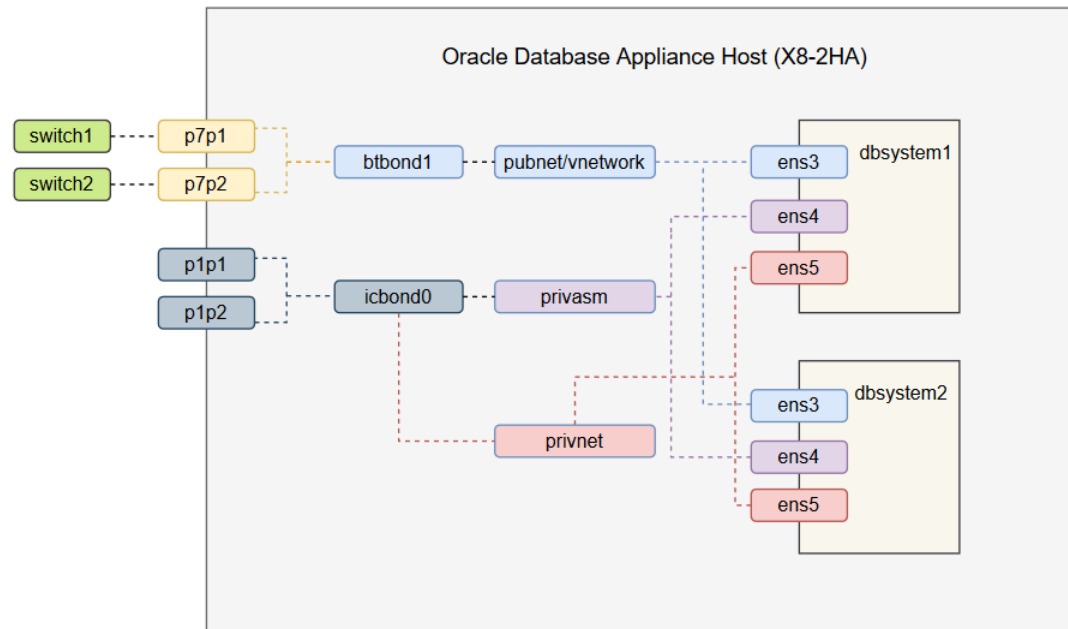 Oracle Database Appliance Host (X8-2HA)
switch1
p7p1
switch2
p7p2
btbond1
pubnet/vnetwork
ens3
dbsystem1
ens4
ens5
p1p1
p1p2
icbond0
privasm
privnet
ens3
dbsystem2
ens4
ens5